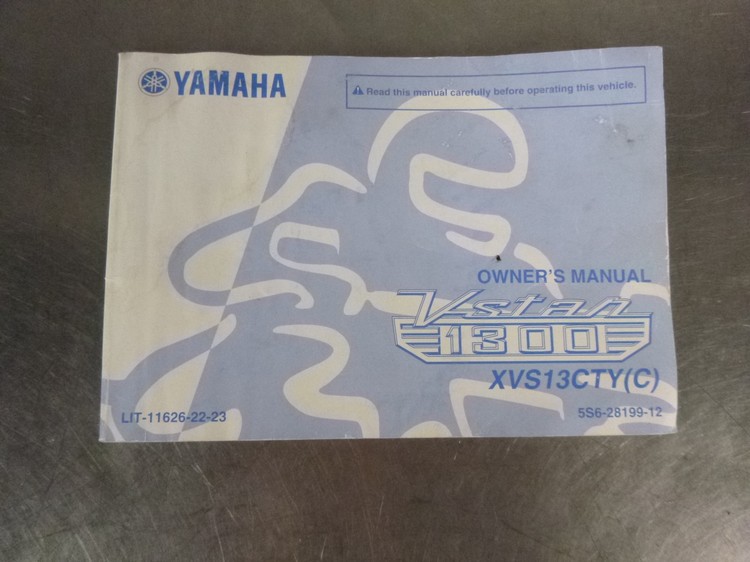 YAMAHA
⚠ Read this manual carefully before operating this vehicle.
OWNER'S MANUAL
V-star
1300
XVS13CTY(C)
LIT-11626-22-23
5S6-28199-12